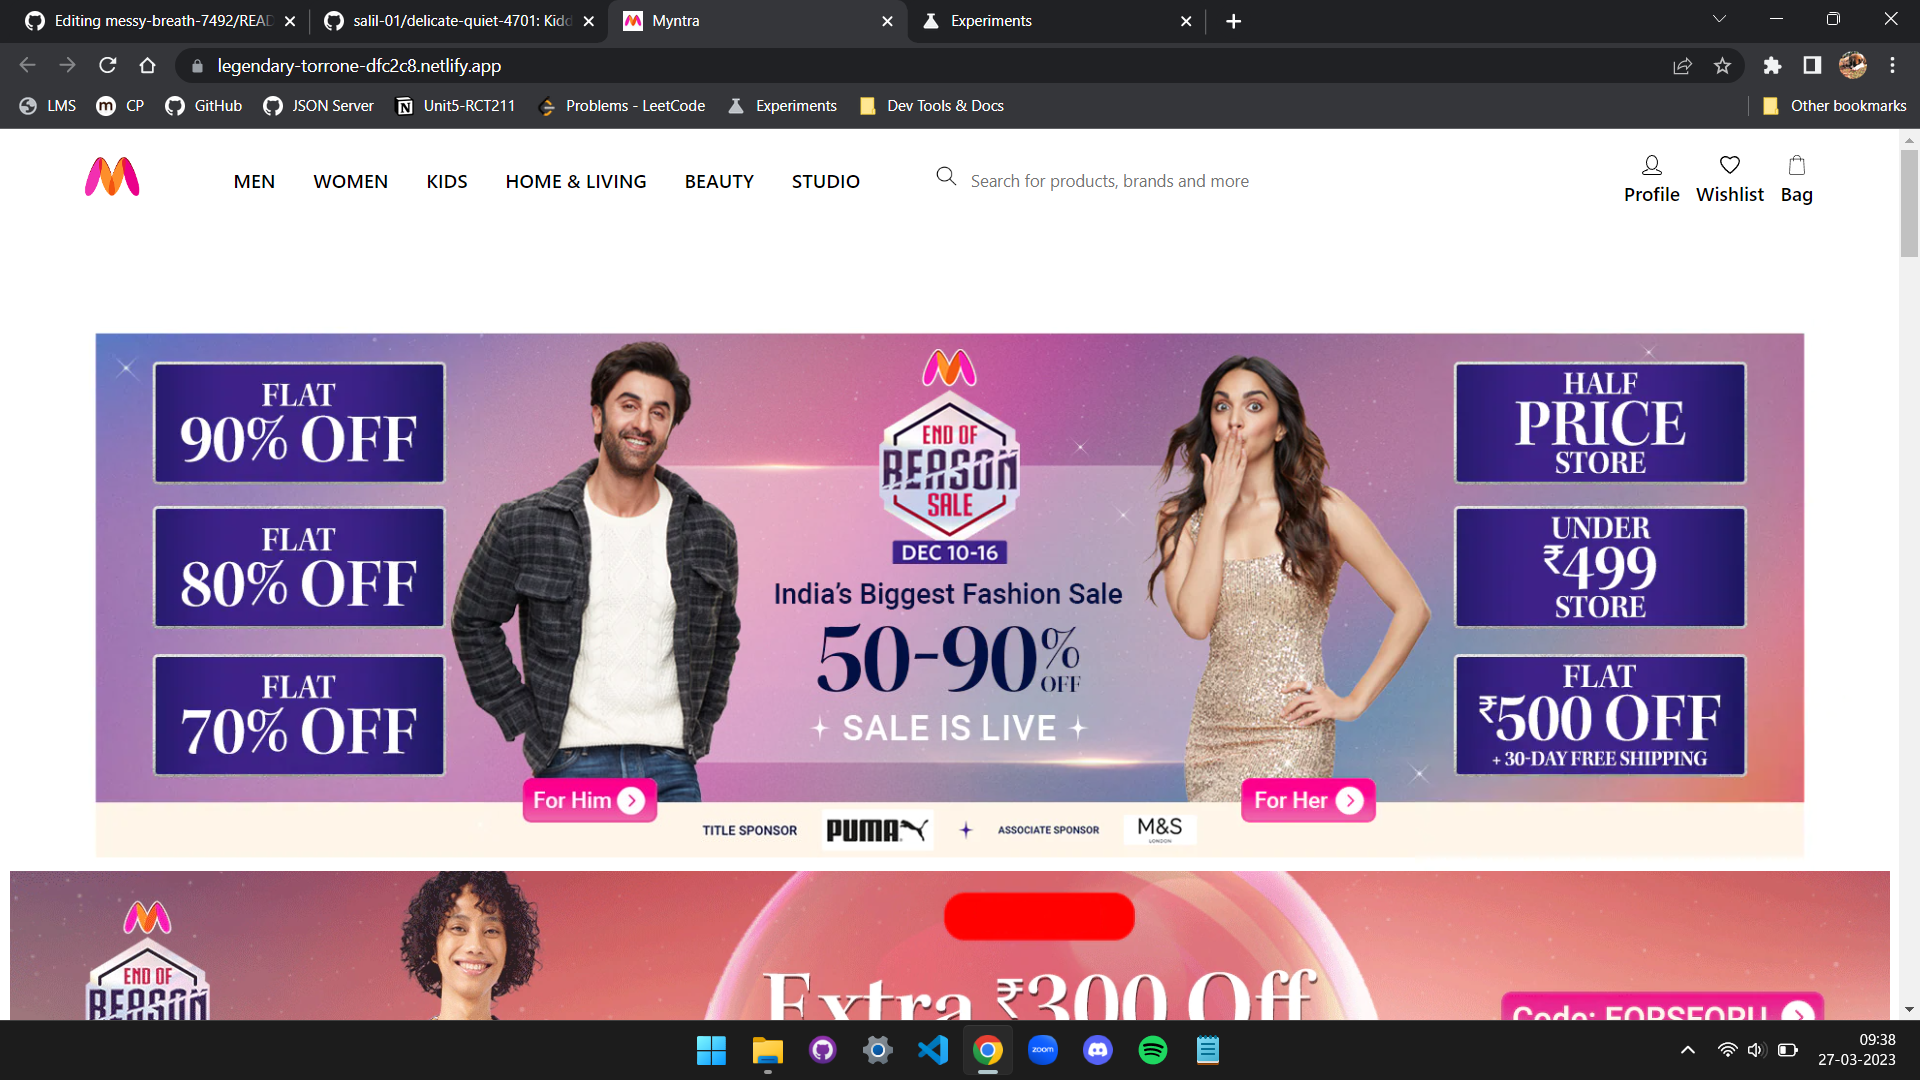 Editing messy-breath-7492/READ
salil-01/delicate-quiet-4701: Kidd
Myntra
Experiments
legendary-torrone-dfc2c8.netlify.app
LMS
CP
GitHub
JSON Server
Unit5-RCT211
Problems - LeetCode
Experiments
Dev Tools & Docs
Other bookmarks
MEN
WOMEN
KIDS
HOME & LIVING
BEAUTY
STUDIO
Search for products, brands and more
Profile
Wishlist
Bag
FLAT
90% OFF
FLAT
80% OFF
FLAT
70% OFF
END OF
REASON
SALE
DEC 10-16
India's Biggest Fashion Sale
50-90% OFF
SALE IS LIVE
HALF
PRICE
STORE
UNDER
₹499
STORE
FLAT
₹500 OFF
+ 30-DAY FREE SHIPPING
For Him
For Her
TITLE SPONSOR
PUMA
ASSOCIATE SPONSOR
M&S
LONDON
END OF
REASON
Extra ₹300 Off
Code: EORSFORU
zoom
09:38
27-03-2023